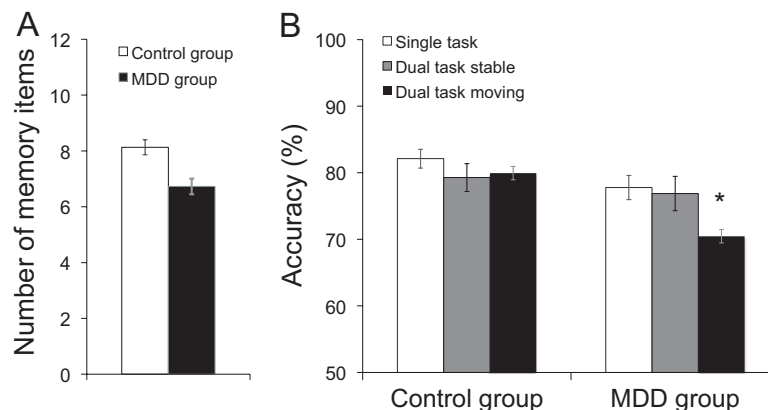 A
Number of memory items
12
10
8
6
4
2
0
Control group
MDD group
B
Accuracy (%)
100
90
80
70
60
50
Single task
Dual task stable
Dual task moving
*
Control group
MDD group